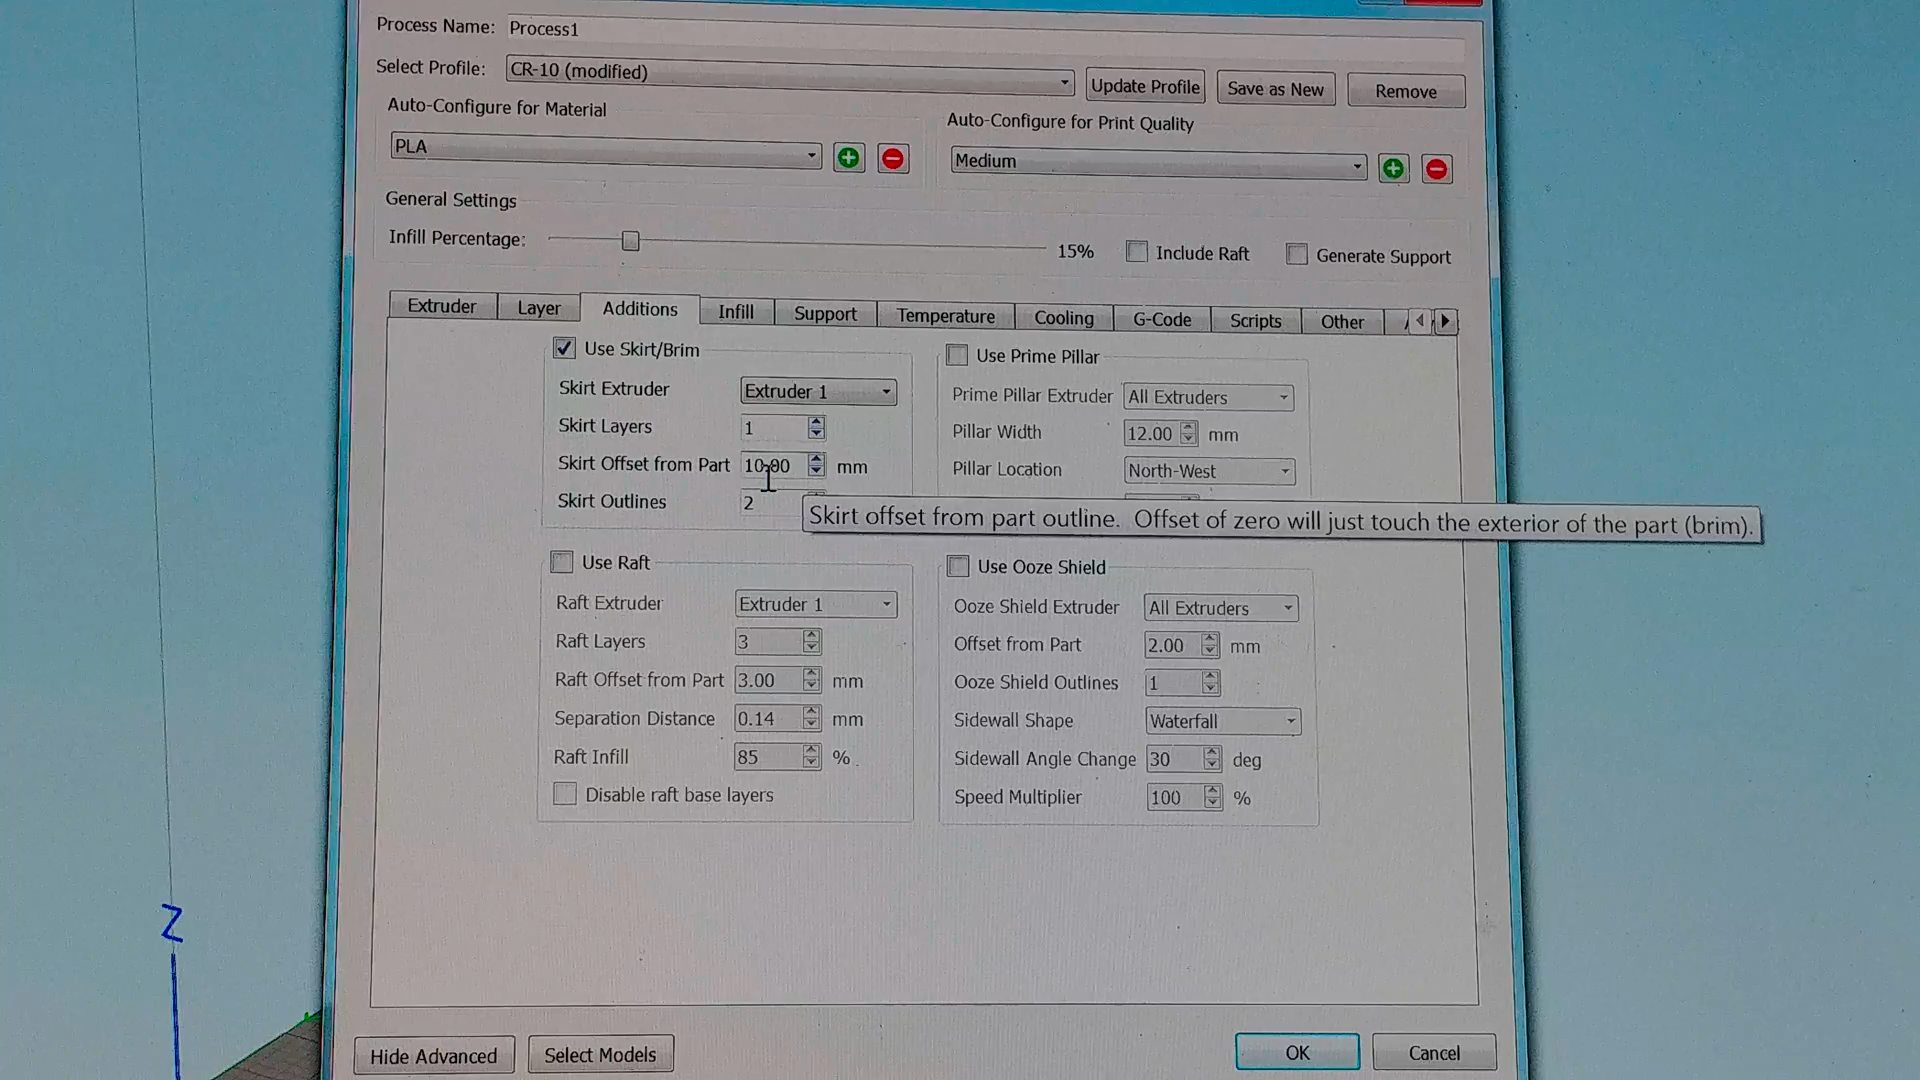 Process Name: Process1
Select Profile: CR-10 (modified) Update Profile Save as New Remove
Auto-Configure for Material
Auto-Configure for Print Quality
PLA
Medium
General Settings
Infill Percentage: 15% Include Raft Generate Support
Extruder Layer Additions Infill Support Temperature Cooling G-Code Scripts Other
Use Skirt/Brim
Skirt Extruder Extruder 1
Skirt Layers 1
Skirt Offset from Part 10.00 mm
Skirt Outlines 2
Use Prime Pillar
Prime Pillar Extruder All Extruders
Pillar Width 12.00 mm
Pillar Location North-West
Skirt offset from part outline. Offset of zero will just touch the exterior of the part (brim).
Use Raft
Raft Extruder Extruder 1
Raft Layers 3
Raft Offset from Part 3.00 mm
Separation Distance 0.14 mm
Raft Infill 85 %
Disable raft base layers
Use Ooze Shield
Ooze Shield Extruder All Extruders
Offset from Part 2.00 mm
Ooze Shield Outlines 1
Sidewall Shape Waterfall
Sidewall Angle Change 30 deg
Speed Multiplier 100 %
Z
Hide Advanced Select Models OK Cancel